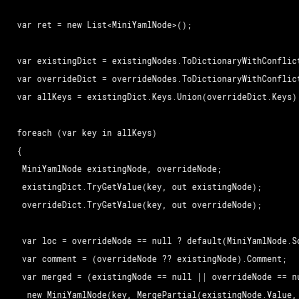 var ret = new List<MiniYamlNode>();
var existingDict = existingNodes.ToDictionaryWithConflict
var overrideDict = overrideNodes.ToDictionaryWithConflict
var allKeys = existingDict.Keys.Union(overrideDict.Keys)
foreach (var key in allKeys)
{
MiniYamlNode existingNode, overrideNode;
existingDict.TryGetValue(key, out existingNode);
overrideDict.TryGetValue(key, out overrideNode);
var loc = overrideNode == null ? default(MiniYamlNode.So
var comment = (overrideNode ?? existingNode).Comment;
var merged = (existingNode == null || overrideNode == nu
new MiniYamlNode(key, MergePartial(existingNode.Value,